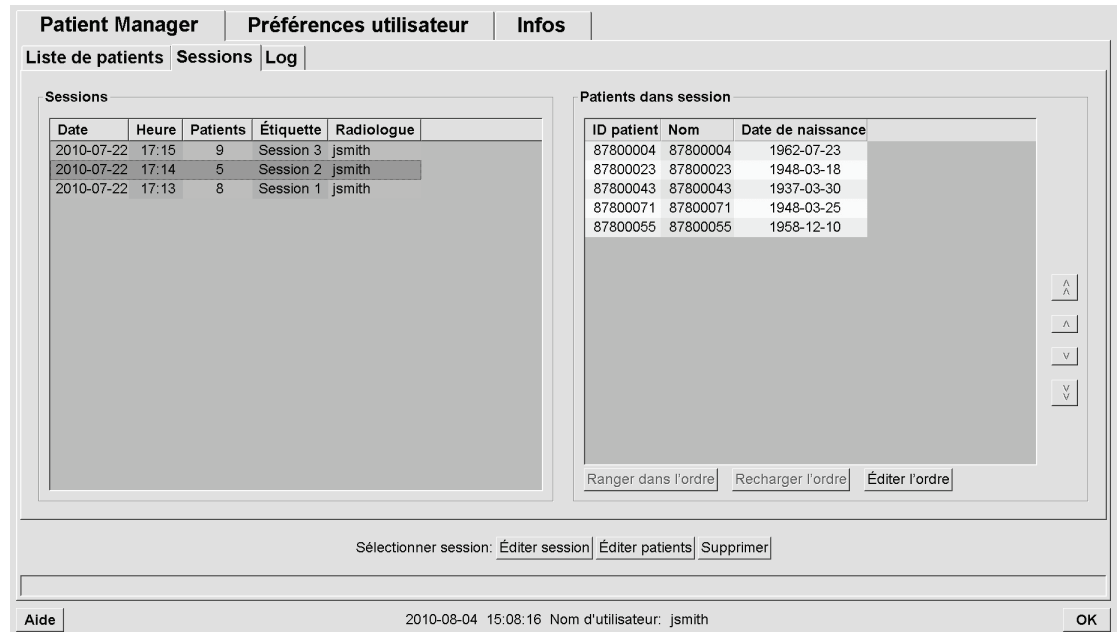 Patient Manager Préférences utilisateur Infos
Liste de patients Sessions Log
Sessions
Date Heure Patients Étiquette Radiologue
2010-07-22 17:15 9 Session 3 jsmith
2010-07-22 17:14 5 Session 2 jsmith
2010-07-22 17:13 8 Session 1 jsmith
Patients dans session
ID patient Nom Date de naissance
87800004 87800004 1962-07-23
87800023 87800023 1948-03-18
87800043 87800043 1937-03-30
87800071 87800071 1948-03-25
87800055 87800055 1958-12-10
Ranger dans l'ordre Recharger l'ordre Éditer l'ordre
Sélectionner session: Éditer session Éditer patients Supprimer
Aide 2010-08-04 15:08:16 Nom d'utilisateur: jsmith OK